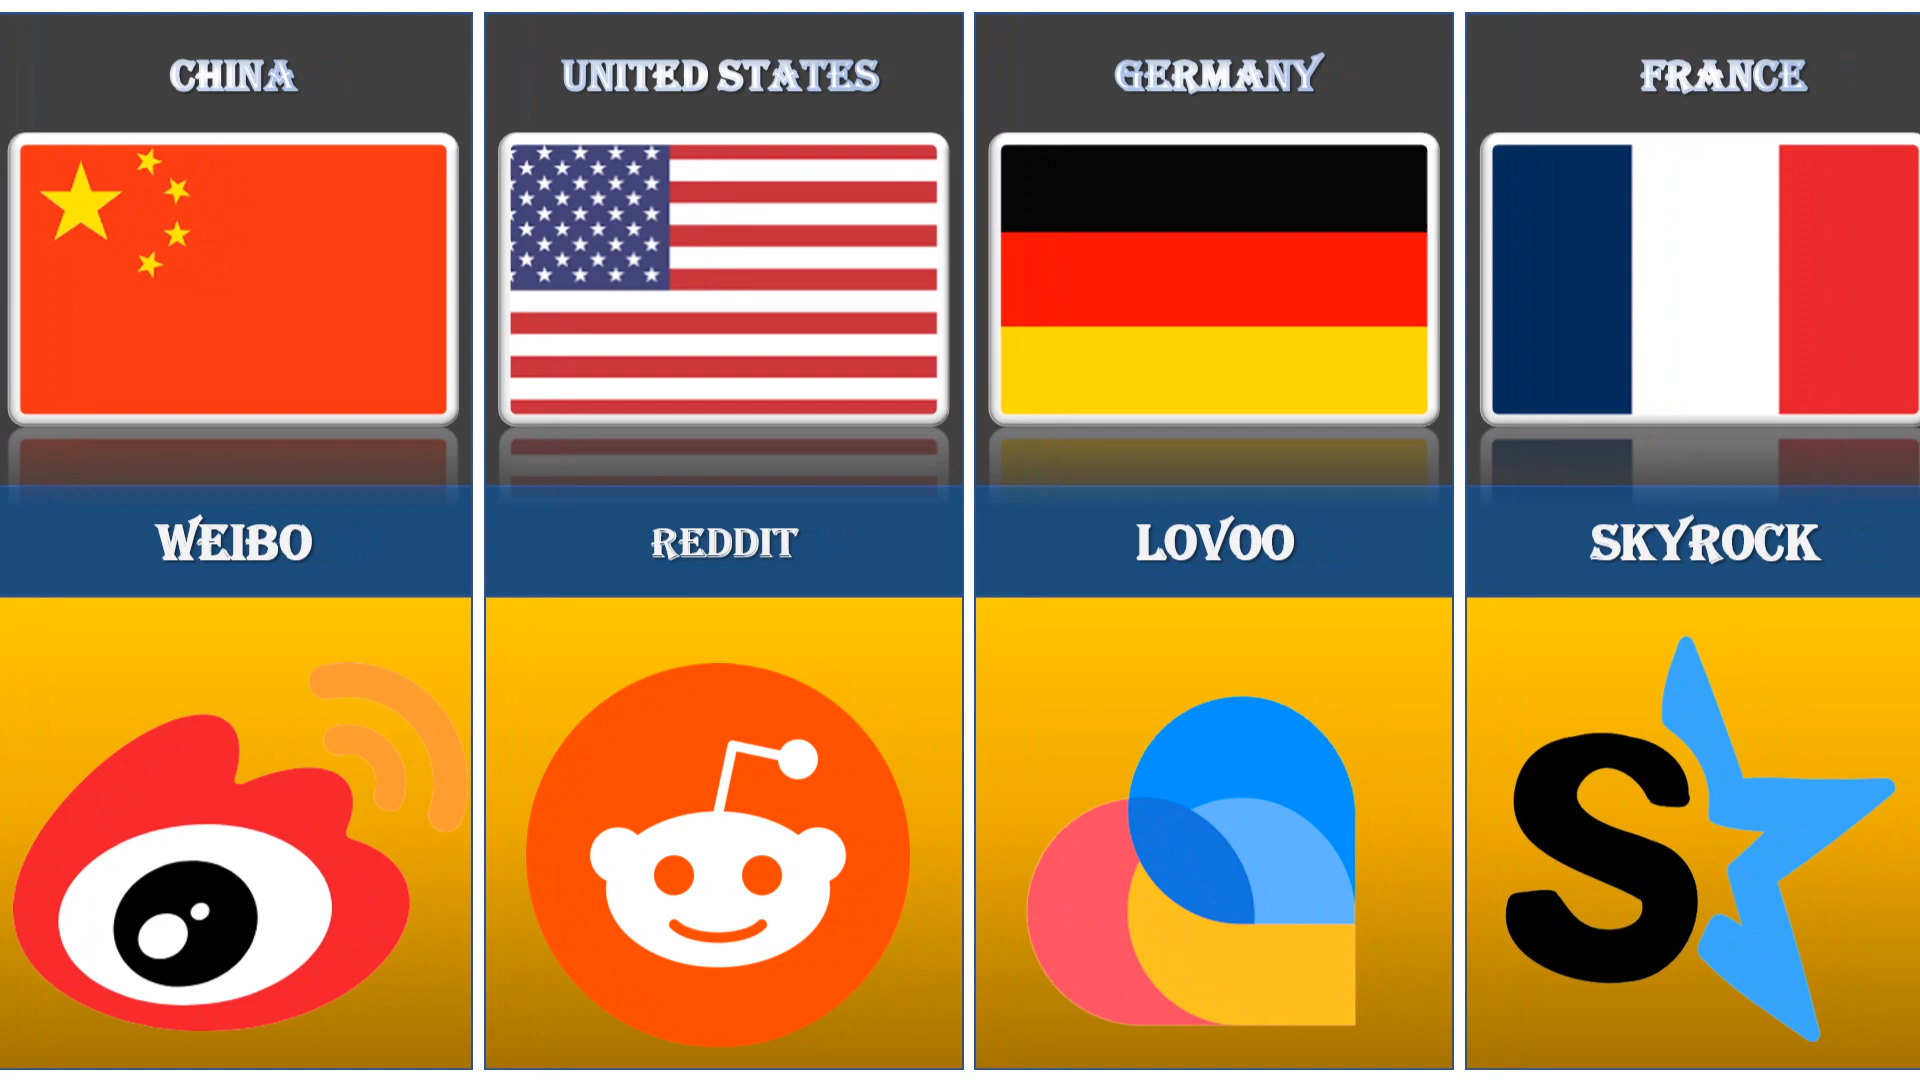 CHINA
UNITED STATES
GERMANY
FRANCE
WEIBO
REDDIT
LOVOO
SKYROCK
S